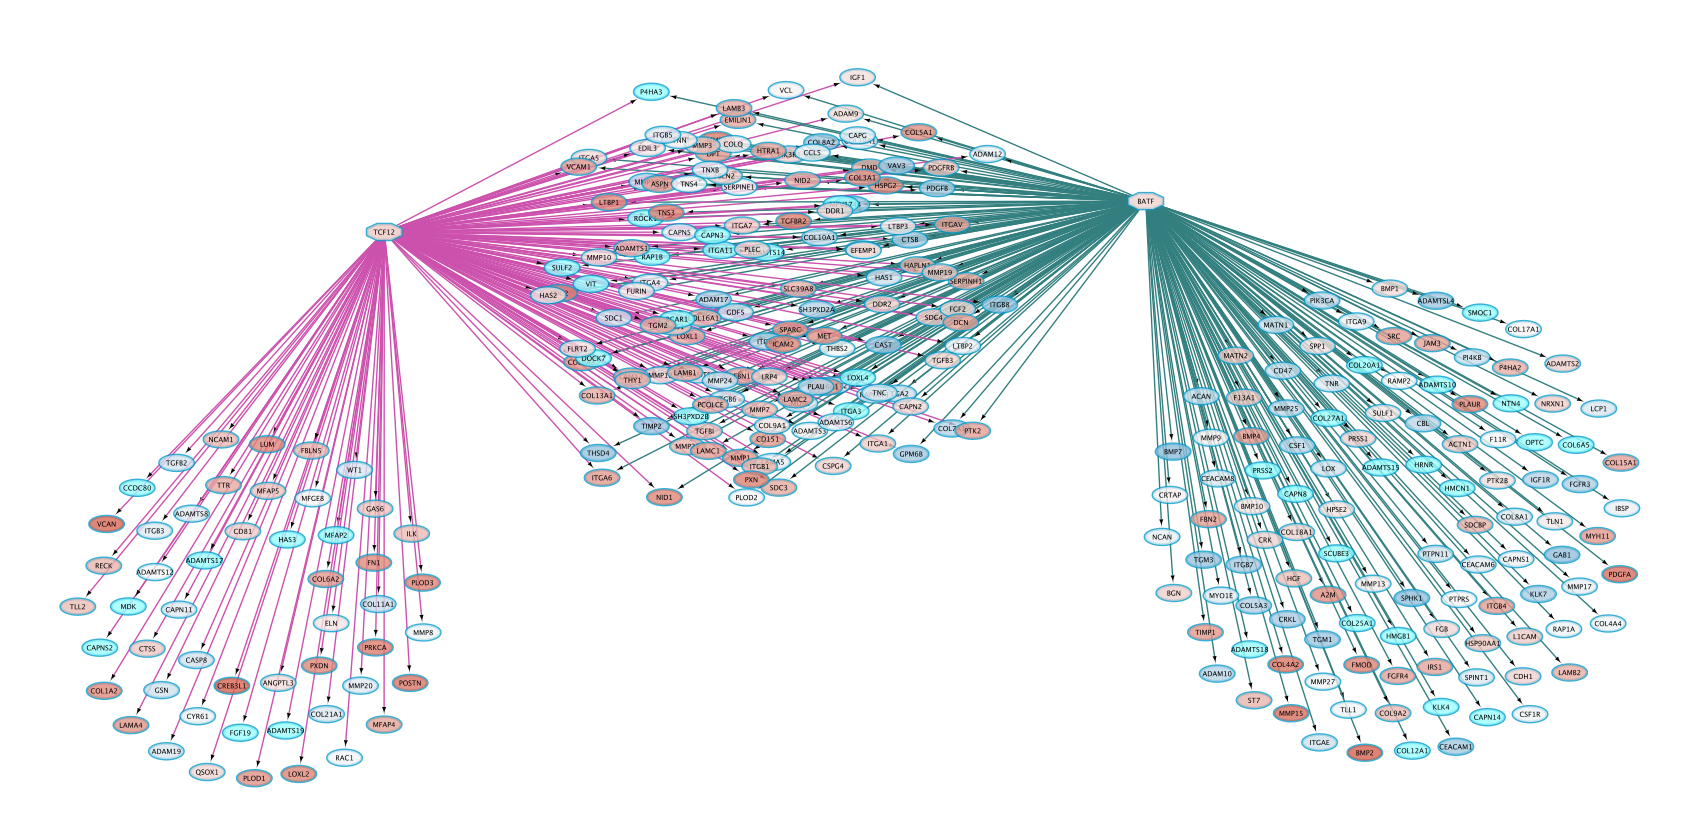 IGF1
P4HA3
VCL
LAMB3
ADAM9
EMILIN1
COL5A1
ITGB5
CAPG
EDIL3
MMP3
COLQ
COL8A2
HTRA1
CCL5
ADAM12
ITGA5
VCAM1
TNXB
VAV3
PDGFRB
ASPN
TNS4
SERPINE1
NID2
COL3A1
HSPG2
PDGFB
BATF
LTBP1
TNS3
ROCK1
DDR1
TCF12
CAPN5
CAPN3
ITGA7
TGFBR2
COL10A1
LTBP3
ITGAV
CTSB
ADAMTS1
MMP10
RAP1B
ITGA11
PLEC
EFEMP1
SULF2
HAPLN1
MMP19
SERPINH1
HAS1
VIT
ITGA4
HAS2
FURIN
ADAM17
SLC39A8
DDR2
SH3PXD2A
FGF2
ITGB8
SDC1
TGM2
COL16A1
GDF5
SDC4
DCN
LOXL1
SPARC
MET
ICAM2
THBS2
CAST
LTBP2
TGFB3
FLRT2
DOCK7
THY1
LAMB1
MMP24
LRP4
PLAU
LOXL4
TNC
COL13A1
PCOLCE
MMP7
LAMC2
ITGA3
CAPN2
SH3PXD2B
TIMP2
TGFBI
COL9A1
ADAMTS3
ADAMTS6
CD151
ITGA1
PTK2
THSD4
LAMC1
MMP1
ITGB1
CSPG4
GPM6B
ITGA6
PXN
SDC3
NID1
PLOD2
BMP1
ADAMTSL4
PIK3CA
SMOC1
COL17A1
MATN1
ITGA9
SRC
JAM3
SPP1
PI4KB
P4HA2
ADAMTS2
MATN2
CD47
COL20A1
TNR
RAMP2
ADAMTS10
PLAUR
NTN4
NRXN1
LCP1
ACAN
F13A1
MMP25
COL27A1
SULF1
CBL
BMP4
MMP9
CSF1
PRSS1
ACTN1
F11R
OPTC
COL6A5
BMP7
PRSS2
LOX
ADAMTS15
HRNR
COL15A1
CEACAM8
PTK2B
IGF1R
FGFR3
CRTAP
CAPN8
HMCN1
BMP10
HPSE2
IBSP
FBN2
COL8A1
TLN1
SDCBP
NCAN
CRK
COL18A1
MYH11
TGM3
ITGB7
SCUBE3
PTPN11
CAPNS1
GAB1
CEACAM6
PDGFA
BGN
HGF
MMP13
MMP17
MYO1E
A2M
SPHK1
PTPRS
KLK7
COL5A3
ITGB4
CRKL
COL25A1
COL4A4
TIMP1
TGM1
HMGB1
FGB
RAP1A
L1CAM
HSP90AA1
ADAMTS18
COL4A2
FMOD
IRS1
LAMB2
ADAM10
MMP27
FGFR4
SPINT1
CDH1
ST7
TLL1
COL9A2
KLK4
CAPN14
CSF1R
MMP15
ITGAE
BMP2
COL12A1
CEACAM1
NCAM1
LUM
FBLN5
TGFB2
WT1
CCDC80
TTR
MFAP5
MFGE8
GAS6
VCAN
ITGB3
ADAMTS8
CD81
HAS3
MFAP2
ILK
RECK
ADAMTS12
ADAMTS17
FN1
COL6A2
PLOD3
TLL2
MDK
CAPN11
COL11A1
ELN
MMP8
CAPNS2
CTSS
CASP8
PXDN
PRKCA
COL1A2
GSN
CREB3L1
ANGPTL3
MMP20
POSTN
LAMA4
CYR61
FGF19
ADAMTS19
COL21A1
MFAP4
ADAM19
QSOX1
PLOD1
LOXL2
RAC1